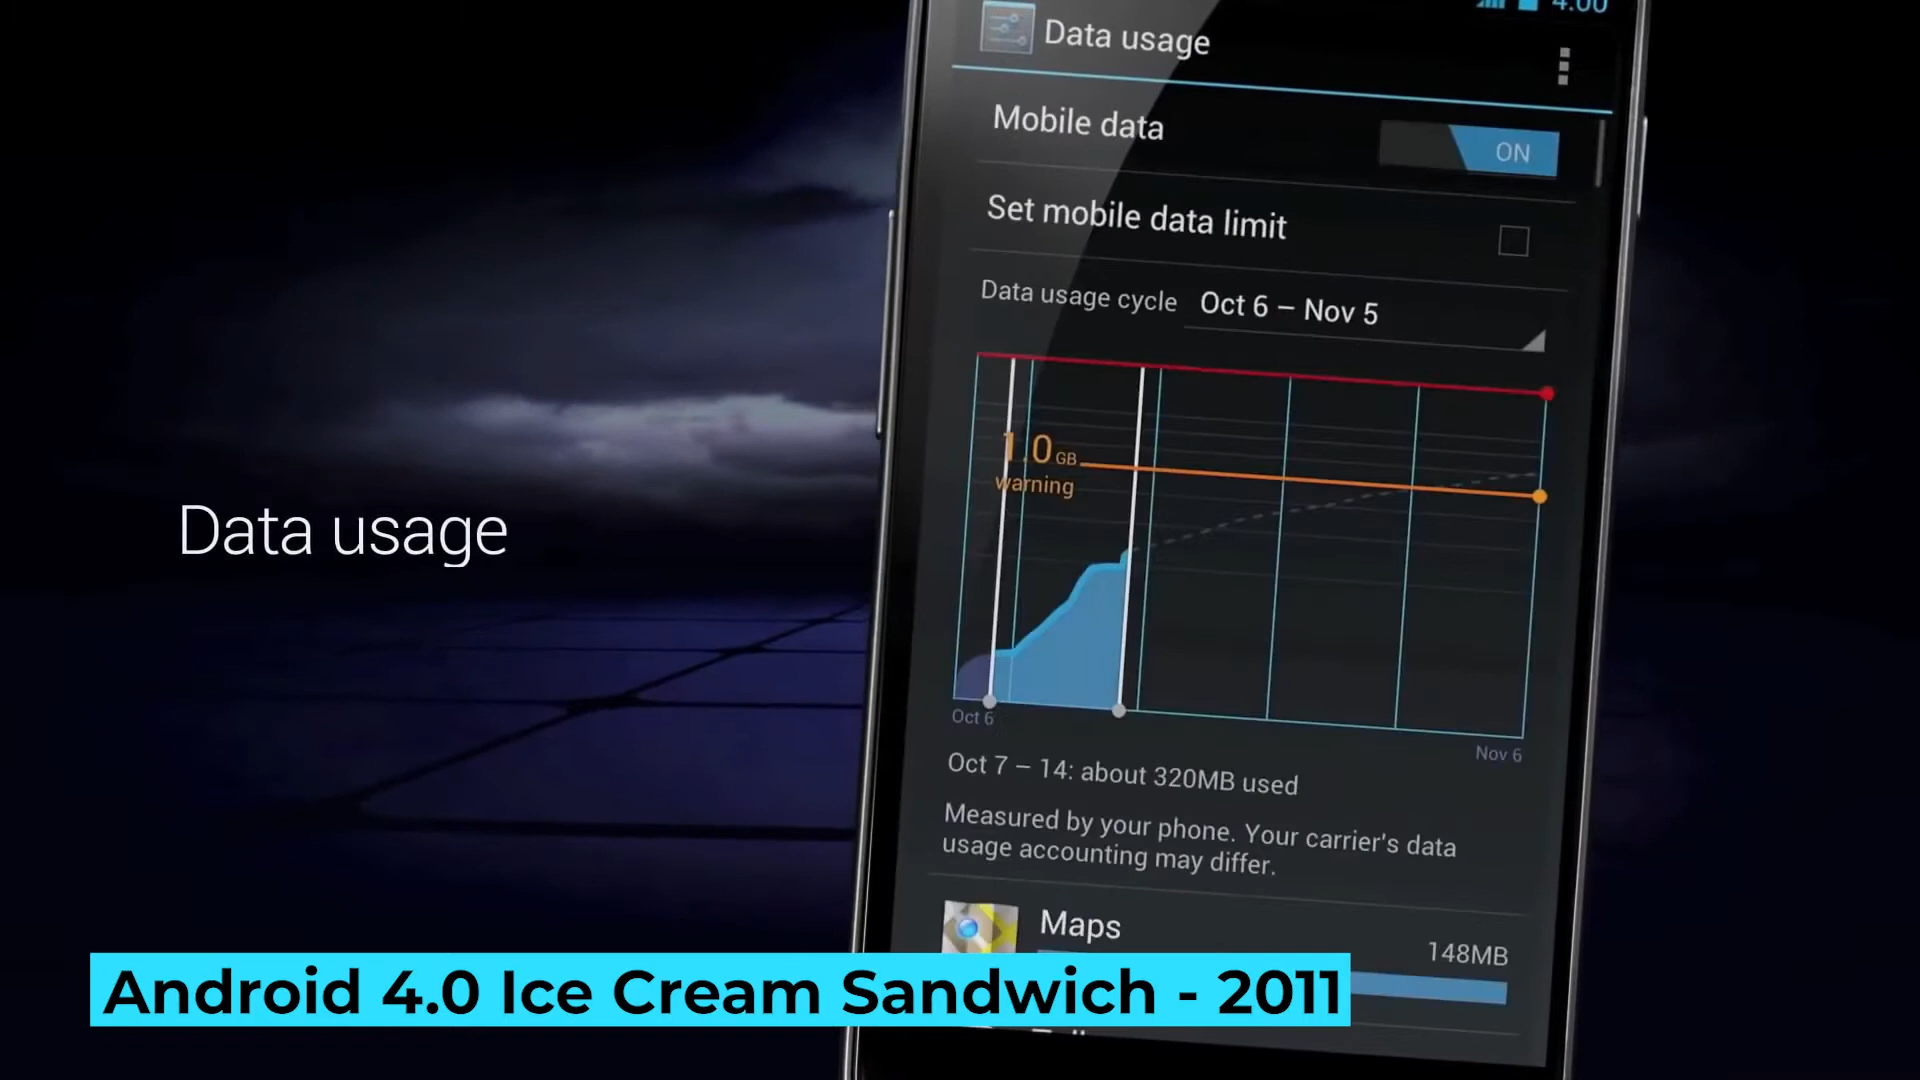 4:00
Data usage
Mobile data
ON
Set mobile data limit
Data usage cycle Oct 6 – Nov 5
1.0 GB
warning
Data usage
Oct 6
Nov 6
Oct 7 – 14: about 320MB used
Measured by your phone. Your carrier's data
usage accounting may differ.
Maps
148MB
Android 4.0 Ice Cream Sandwich - 2011